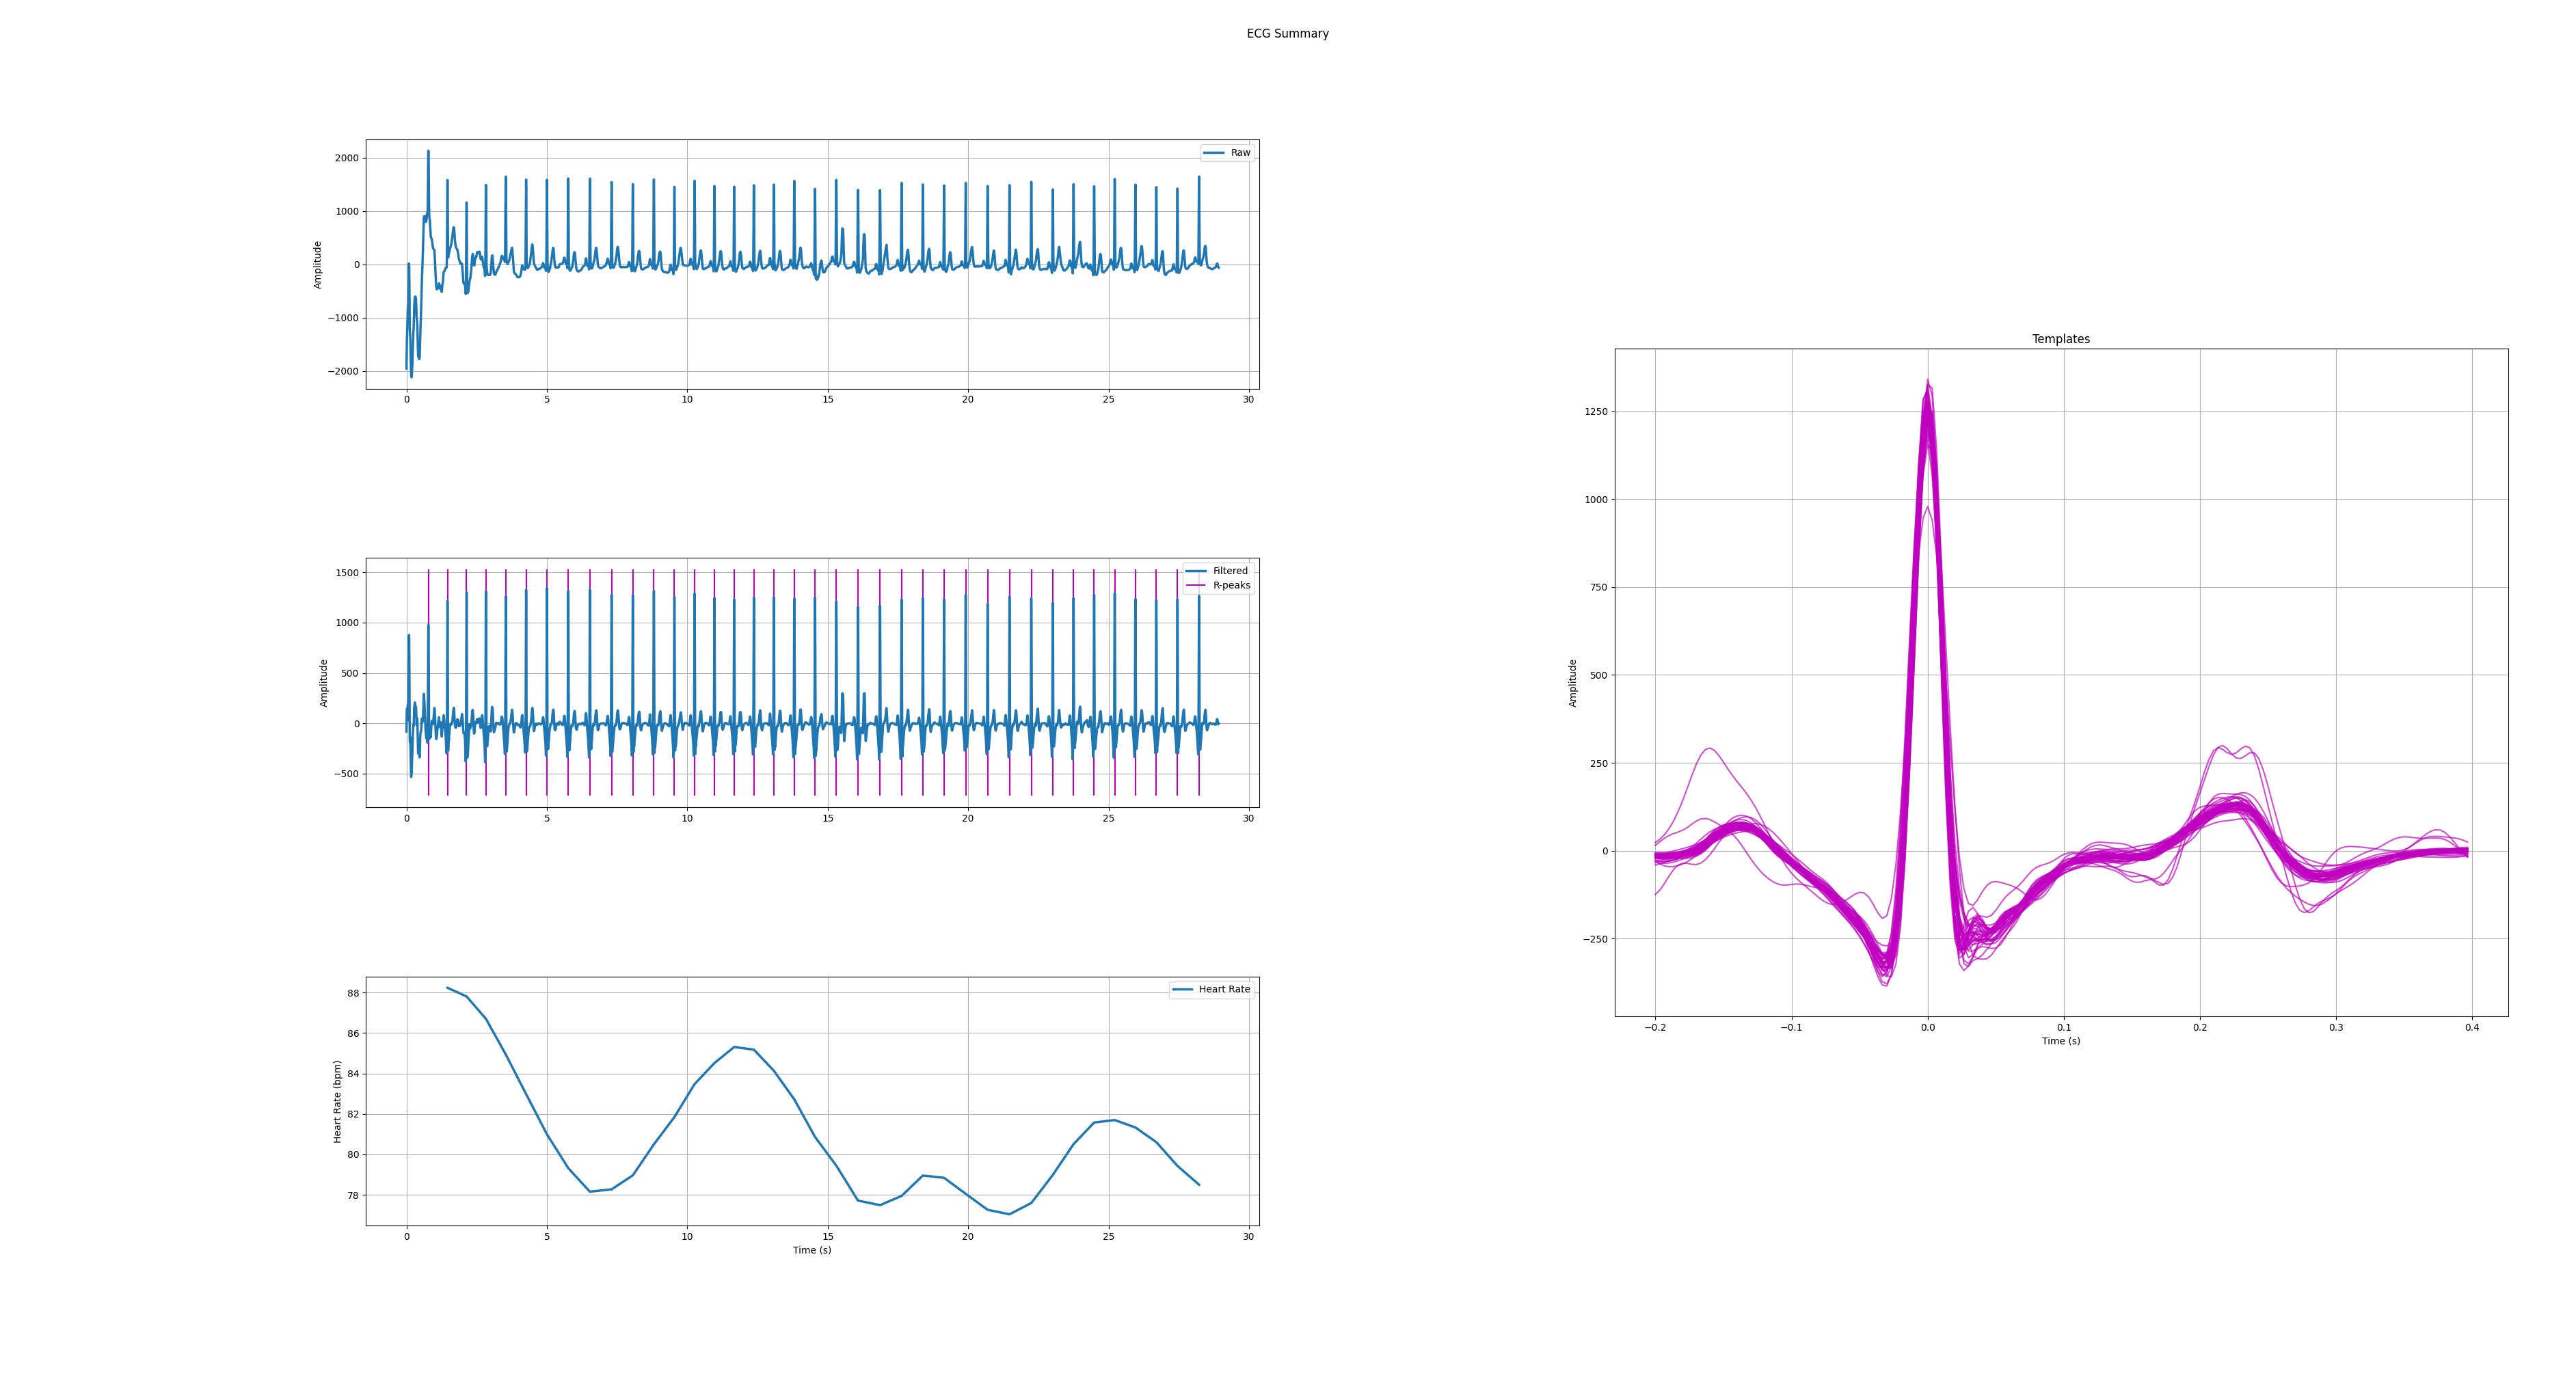 ECG Summary
2000
1000
0
−1000
−2000
Amplitude
Raw
0 5 10 15 20 25 30
1500
1000
500
0
−500
Amplitude
Filtered
R-peaks
0 5 10 15 20 25 30
88
86
84
82
80
78
Heart Rate (bpm)
Heart Rate
0 5 10 15 20 25 30
Time (s)
Templates
1250
1000
750
500
250
0
−250
Amplitude
−0.2 −0.1 0.0 0.1 0.2 0.3 0.4
Time (s)